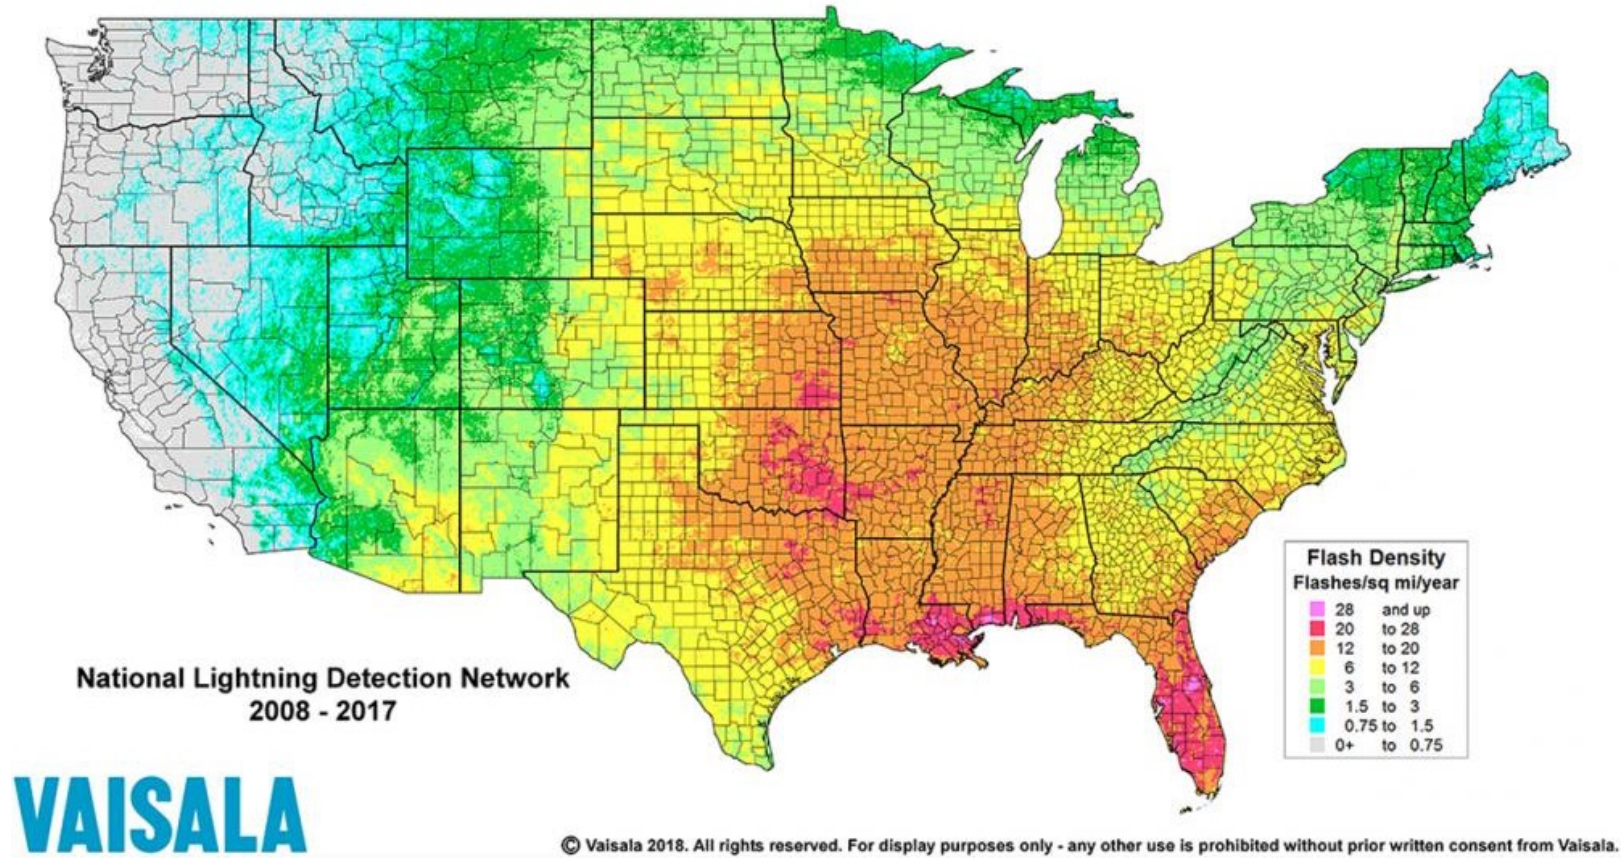 Flash Density
Flashes/sq mi/year
28 and up
20 to 28
12 to 20
6 to 12
3 to 6
1.5 to 3
0.75 to 1.5
0+ to 0.75
National Lightning Detection Network
2008 - 2017
VAISALA
© Vaisala 2018. All rights reserved. For display purposes only - any other use is prohibited without prior written consent from Vaisala.